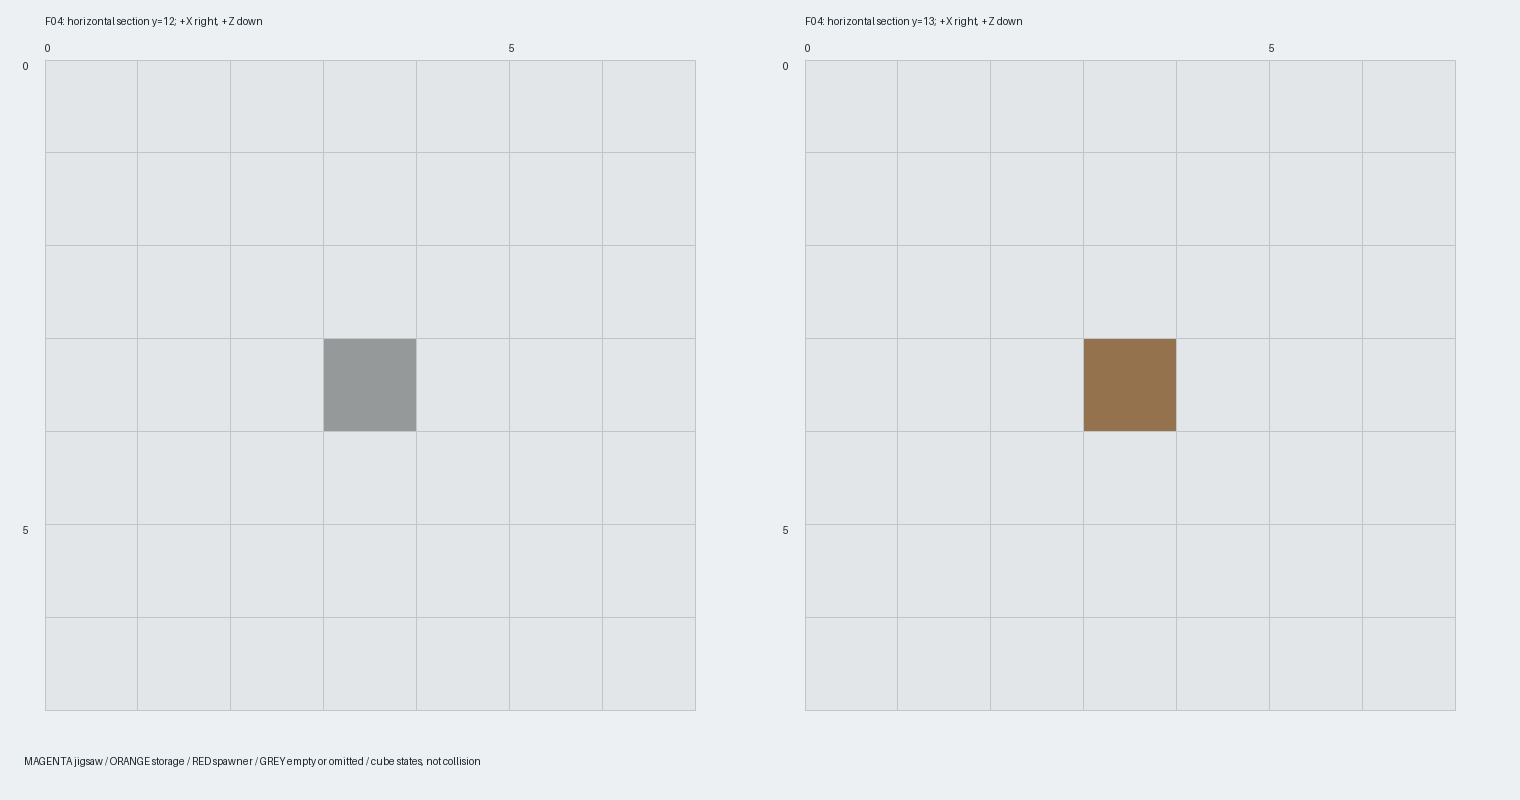 F04: horizontal section y=12; +X right, +Z down
F04: horizontal section y=13; +X right, +Z down
0 5
0 5
0
0
5
5
MAGENTA jigsaw / ORANGE storage / RED spawner / GREY empty or omitted / cube states, not collision